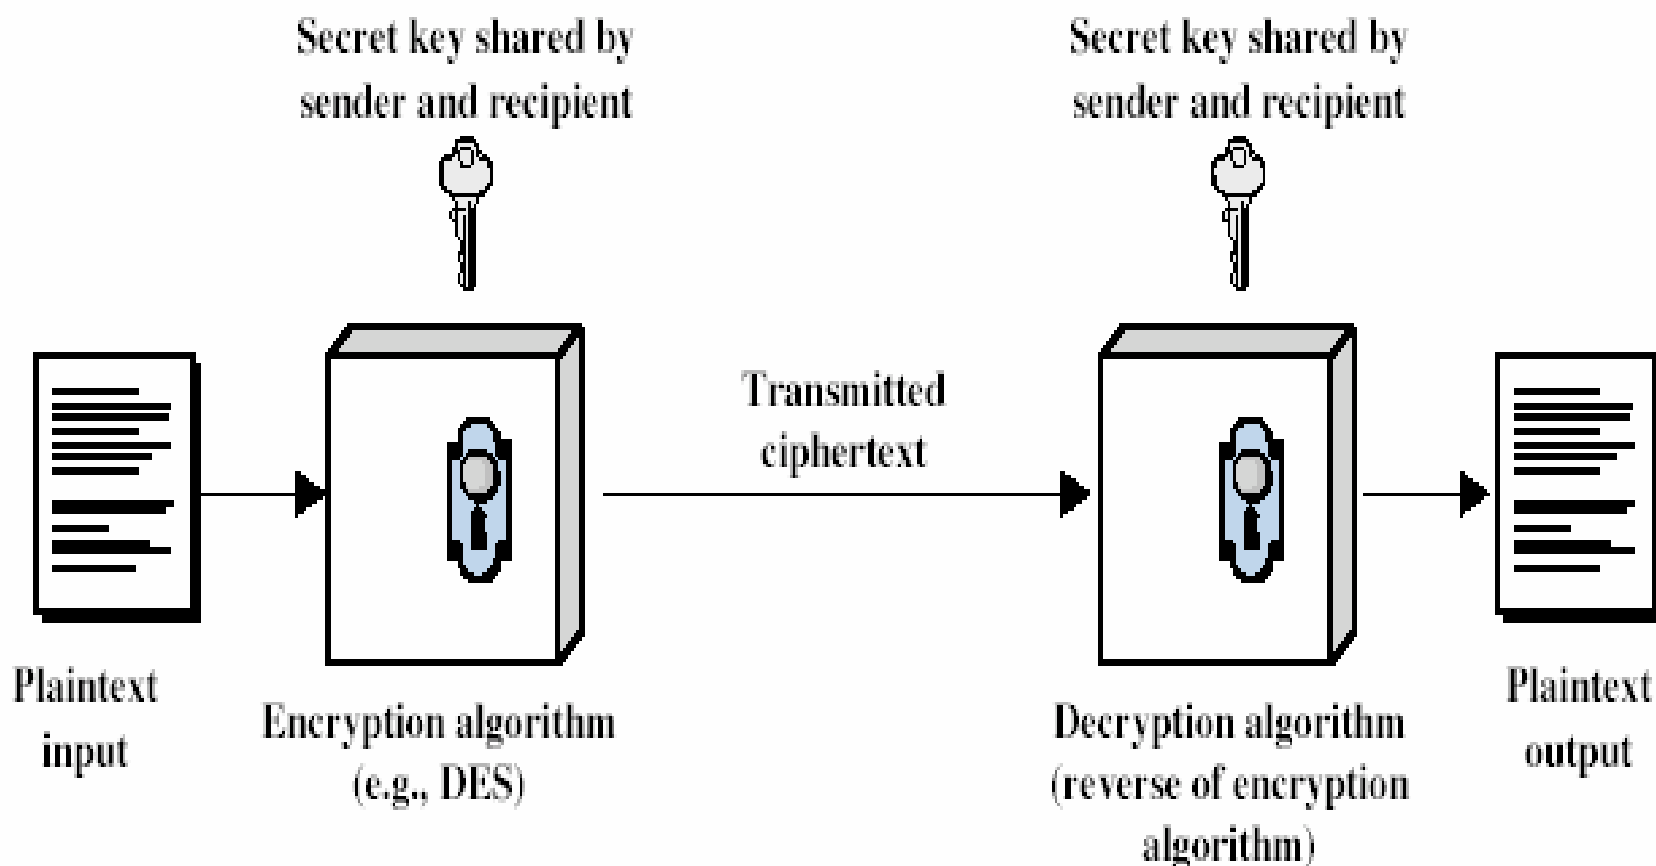 Secret key shared by
sender and recipient
Secret key shared by
sender and recipient
Transmitted
ciphertext
Plaintext
input
Encryption algorithm
(e.g., DES)
Decryption algorithm
(reverse of encryption
algorithm)
Plaintext
output